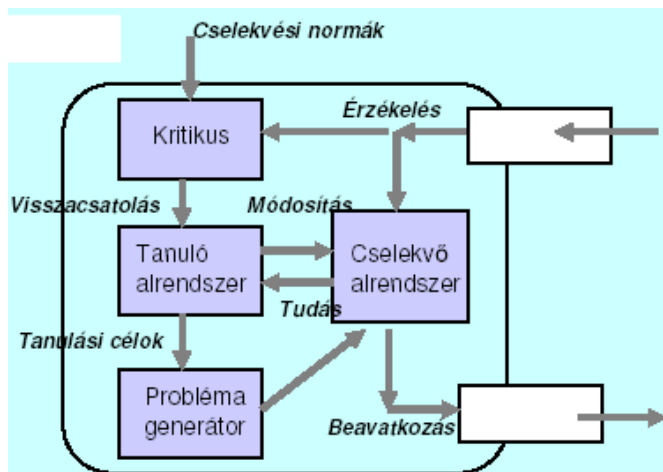 Cselekvési normák
Kritikus
Érzékelés
Visszacsatolás
Módosítás
Tanuló
alrendszer
Cselekvő
alrendszer
Tudás
Tanulási célok
Probléma
generátor
Beavatkozás